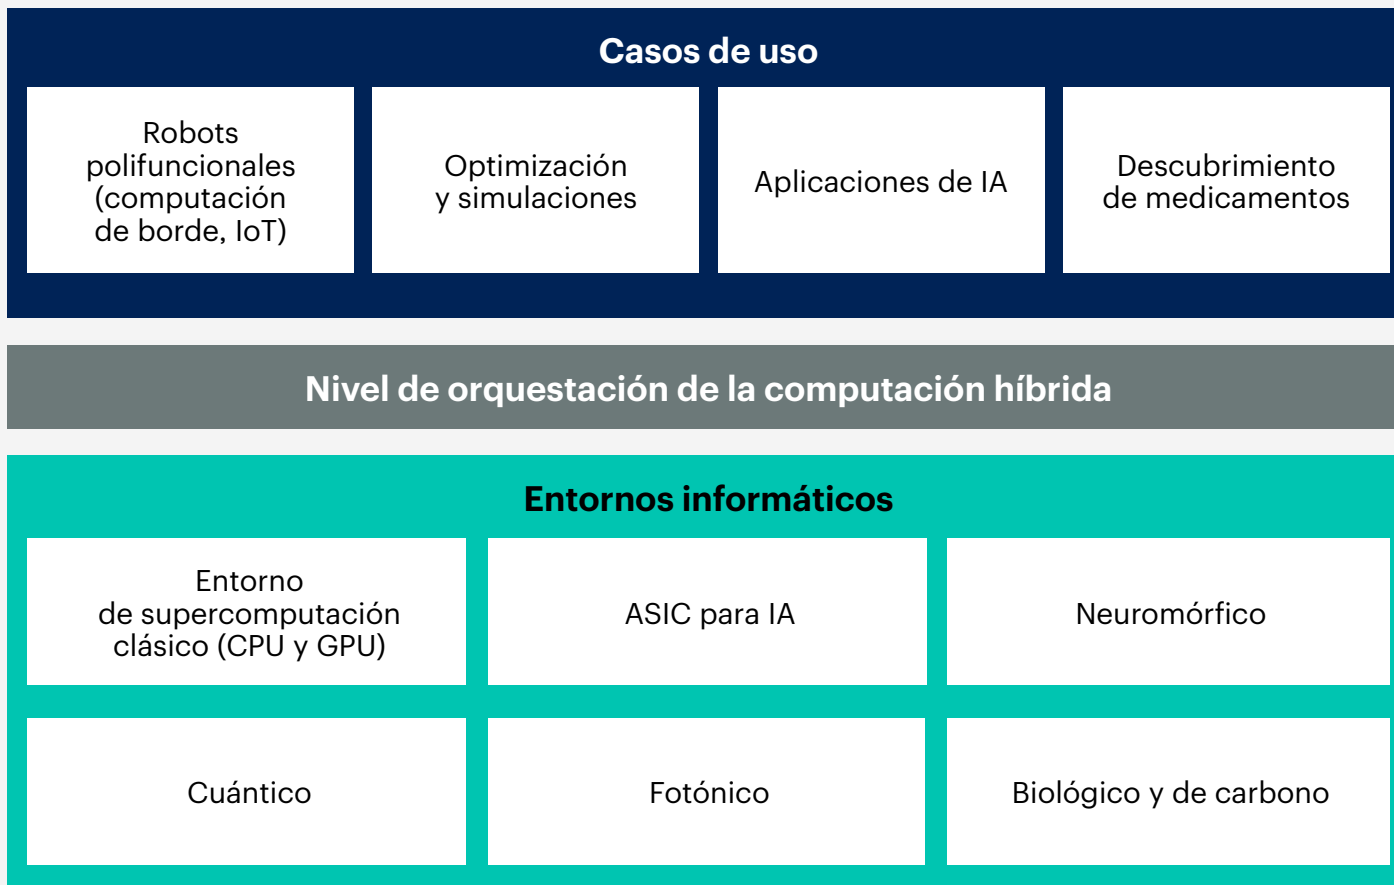 Casos de uso
Robots
polifuncionales
(computación
de borde, IoT)
Optimización
y simulaciones
Aplicaciones de IA
Descubrimiento
de medicamentos
Nivel de orquestación de la computación híbrida
Entornos informáticos
Entorno
de supercomputación
clásico (CPU y GPU)
ASIC para IA
Neuromórfico
Cuántico
Fotónico
Biológico y de carbono